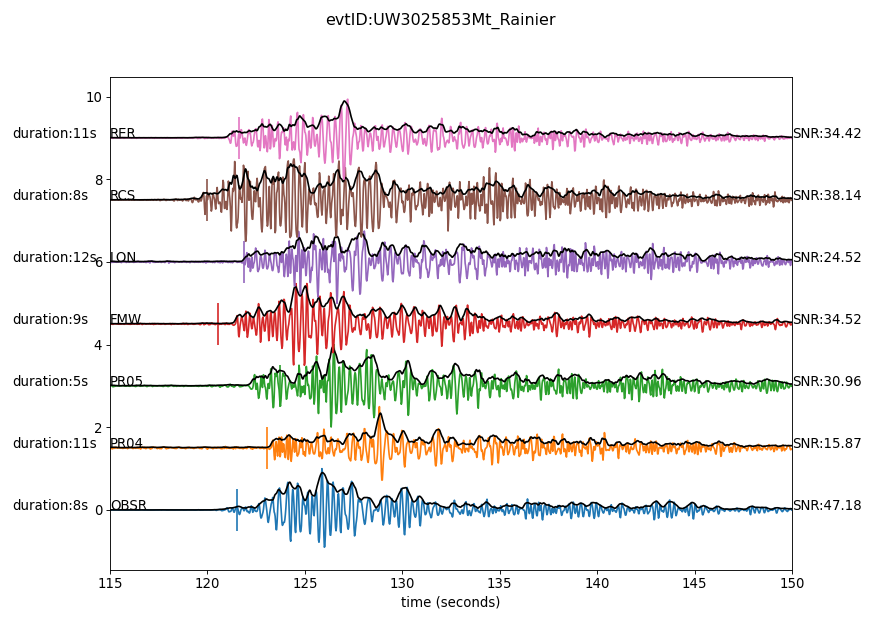 evtID:UW3025853Mt_Rainier
10
duration:11s RER SNR:34.42
8
duration:8s RCS SNR:38.14
duration:12s LON SNR:24.52
6
duration:9s FMW SNR:34.52
4
duration:5s PR05 SNR:30.96
2
duration:11s PR04 SNR:15.87
duration:8s OBSR SNR:47.18
0
115 120 125 130 135 140 145 150
time (seconds)